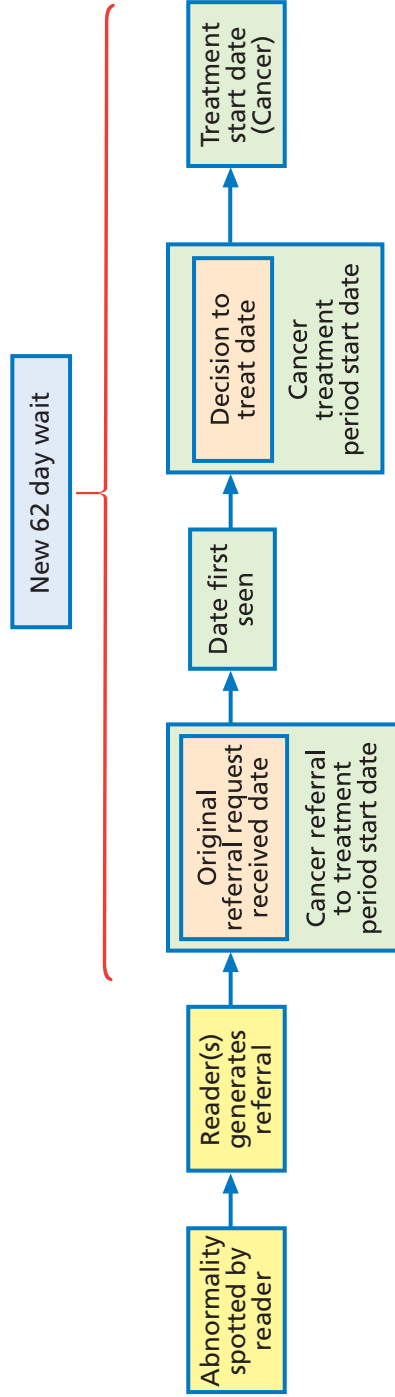 New 62 day wait
Abnormality
spotted by
reader
Reader(s)
generates
referral
Original
referral request
received date
Cancer referral
to treatment
period start date
Date first
seen
Decision to
treat date
Cancer
treatment
period start date
Treatment
start date
(Cancer)